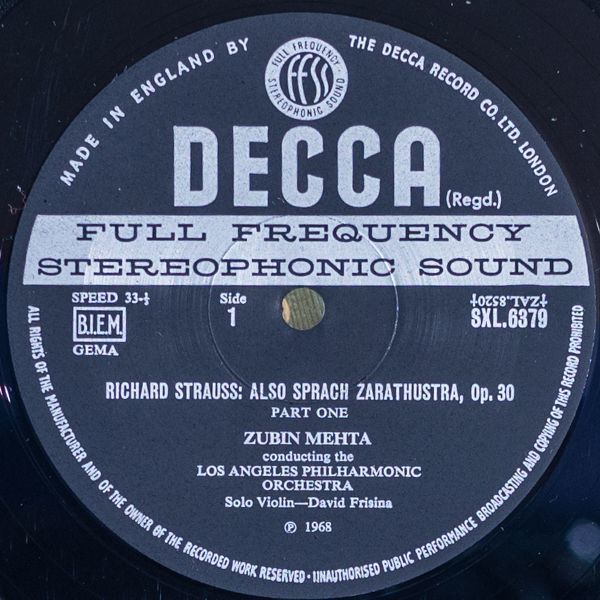 MADE IN ENGLAND BY THE DECCA RECORD CO. LTD. LONDON
FULL FREQUENCY
ffss
STEREOPHONIC SOUND
DECCA (Regd.)
FULL FREQUENCY
STEREOPHONIC SOUND
SPEED 33-⅓
Side
1
‡ZAL.8520‡
SXL.6379
B.I.E.M.
GEMA
RICHARD STRAUSS: ALSO SPRACH ZARATHUSTRA, Op. 30
PART ONE
ZUBIN MEHTA
conducting the
LOS ANGELES PHILHARMONIC
ORCHESTRA
Solo Violin—David Frisina
Ⓟ 1968
ALL RIGHTS OF THE MANUFACTURER AND OF THE OWNER OF THE RECORDED WORK RESERVED · UNAUTHORISED PUBLIC PERFORMANCE BROADCASTING AND COPYING OF THIS RECORD PROHIBITED